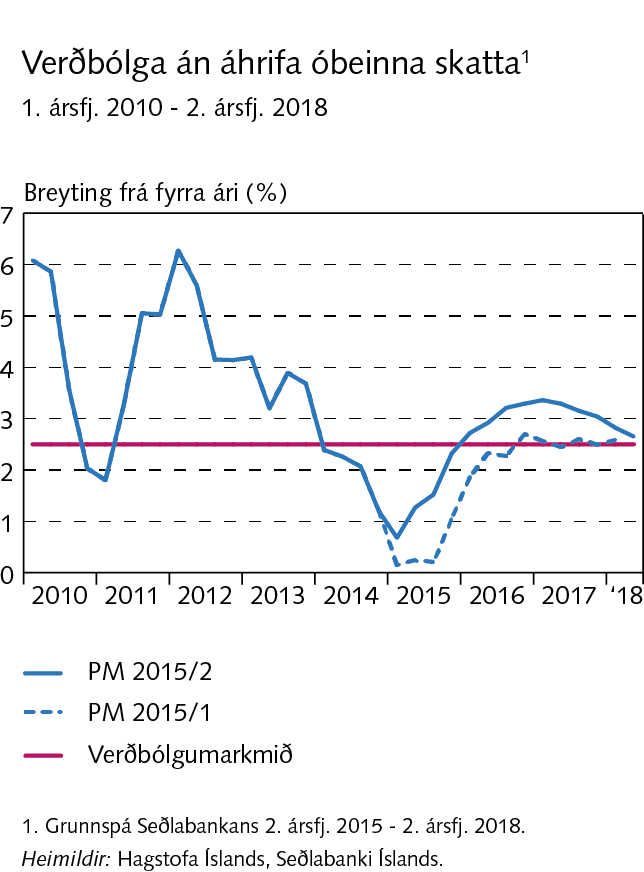 Verðbólga án áhrifa óbeinna skatta¹
1. ársfj. 2010 - 2. ársfj. 2018
Breyting frá fyrra ári (%)
7
6
5
4
3
2
1
0
2010 2011 2012 2013 2014 2015 2016 2017 ‘18
PM 2015/2
PM 2015/1
Verðbólgumarkmið
1. Grunnspá Seðlabankans 2. ársfj. 2015 - 2. ársfj. 2018.
Heimildir: Hagstofa Íslands, Seðlabanki Íslands.